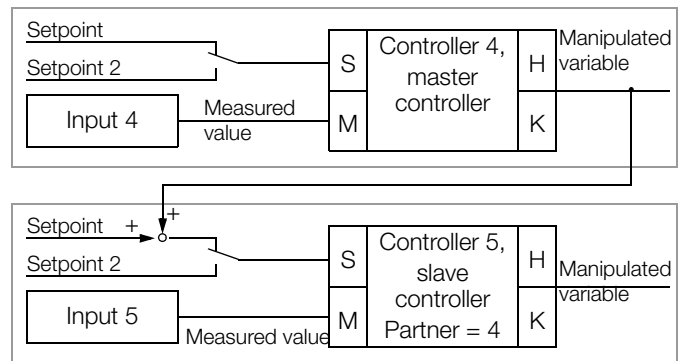 Setpoint
Setpoint 2
Input 4
Measured
value
S
M
Controller 4,
master
controller
H
K
Manipulated
variable
Setpoint +
+
Setpoint 2
Input 5
Measured value
S
M
Controller 5,
slave
controller
Partner = 4
H
K
Manipulated
variable